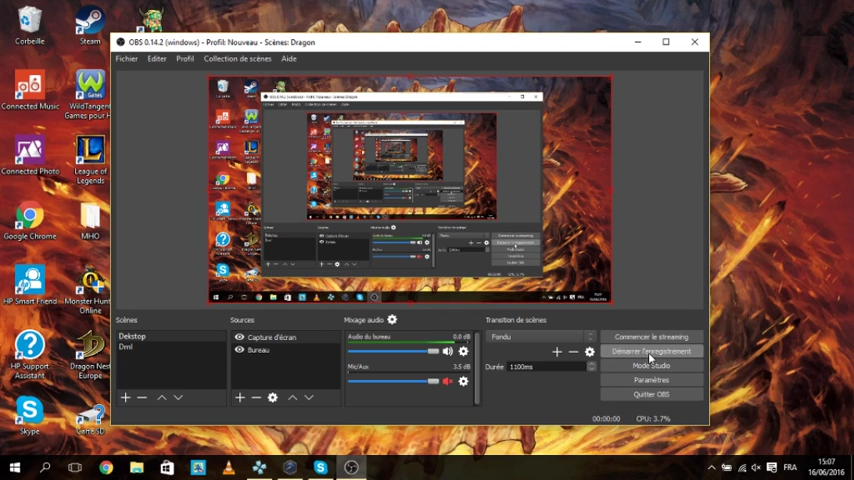 Corbeille
Steam
OBS 0.14.2 (windows) - Profil: Nouveau - Scènes: Dragon
Fichier Editer Profil Collection de scènes Aide
Connected Music
WildTangent Games pour H
Connected Photo
League of Legends
Google Chrome
MHO
HP Smart Friend
Monster Hunt Online
HP Support Assistant
Dragon Nest Europe
Skype
Scènes
Dekstop
Dml
Sources
Capture d'écran
Bureau
Mixage audio
Audio du bureau 0.0 dB
Mic/Aux 3.5 dB
Transition de scènes
Fondu
Durée 1100ms
Commencer le streaming
Démarrer l'enregistrement
Mode Studio
Paramètres
Quitter OBS
00:00:00 CPU: 3.7%
FRA
15:07
16/06/2016